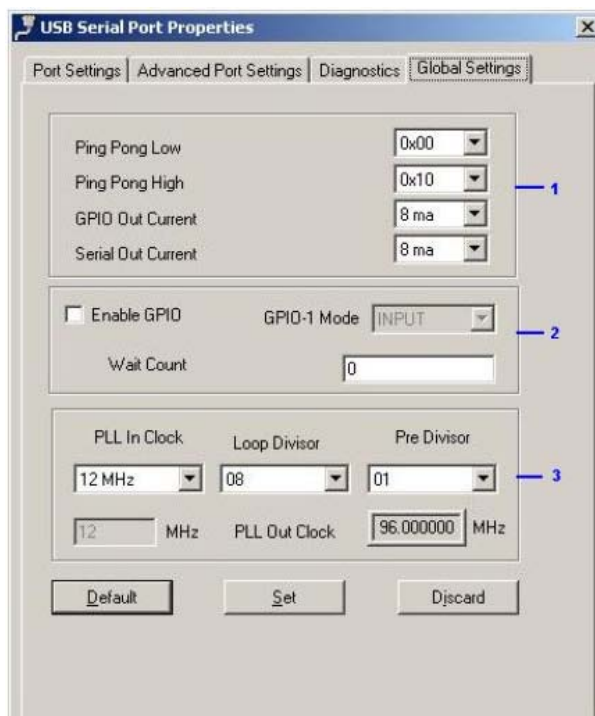 USB Serial Port Properties
Port Settings Advanced Port Settings Diagnostics Global Settings
Ping Pong Low 0x00
Ping Pong High 0x10
1
GPIO Out Current 8 ma
Serial Out Current 8 ma
Enable GPIO GPIO-1 Mode INPUT
2
Wait Count 0
PLL In Clock Loop Divisor Pre Divisor
12 MHz 08 01
3
12 MHz PLL Out Clock 96.000000 MHz
Default Set Discard